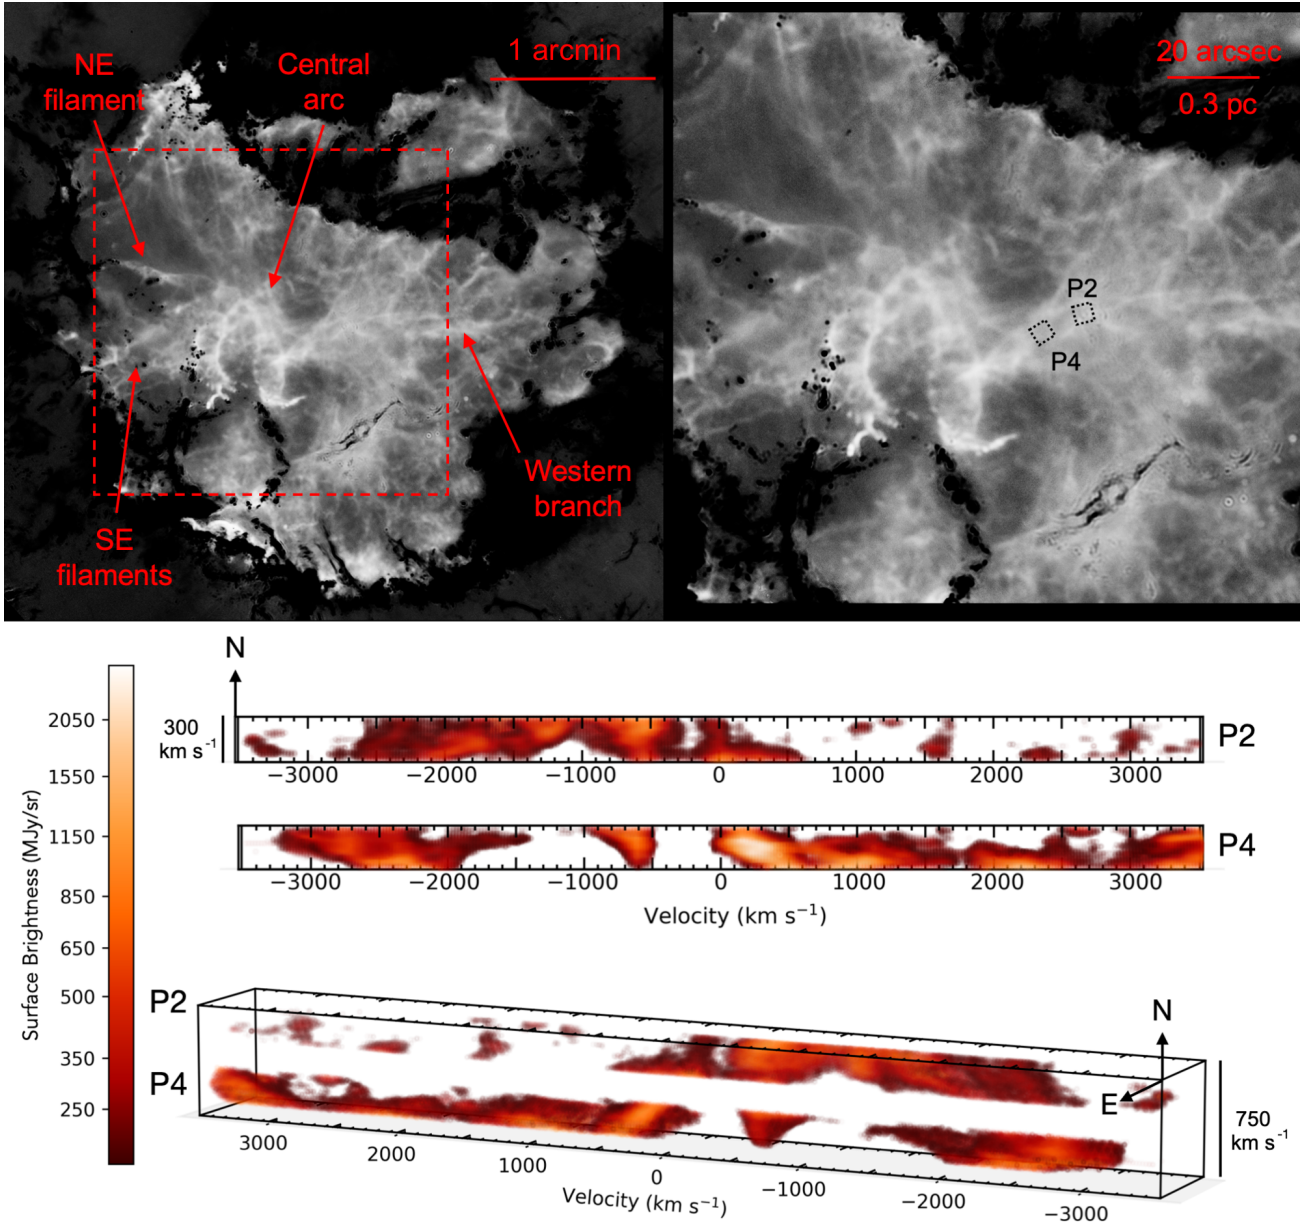 NE
filament
Central
arc
1 arcmin
Western
branch
SE
filaments
20 arcsec
0.3 pc
P2
P4
N
300
km s⁻¹
P2
−3000 −2000 −1000 0 1000 2000 3000
P4
−3000 −2000 −1000 0 1000 2000 3000
Velocity (km s⁻¹)
Surface Brightness (MJy/sr)
2050
1550
1150
850
650
500
350
250
P2
P4
N
E
750
km s⁻¹
3000 2000 1000 0 −1000 −2000 −3000
Velocity (km s⁻¹)